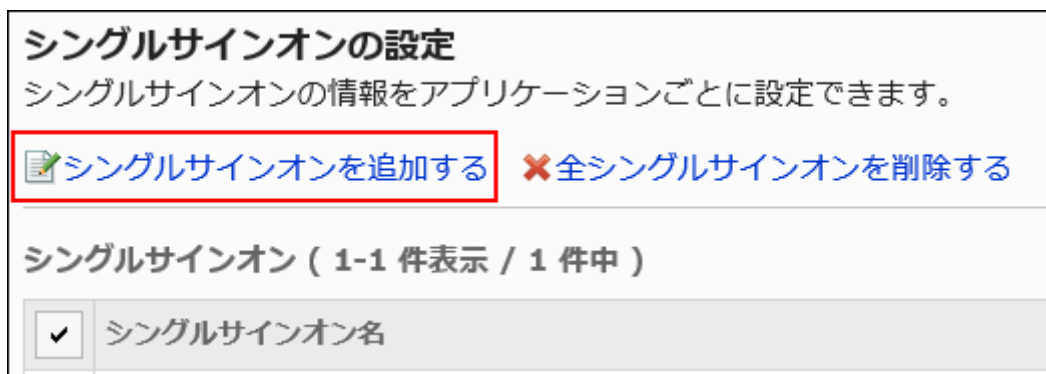 シングルサインオンの設定
シングルサインオンの情報をアプリケーションごとに設定できます。
シングルサインオンを追加する 全シングルサインオンを削除する
シングルサインオン ( 1-1 件表示 / 1 件中 )
シングルサインオン名